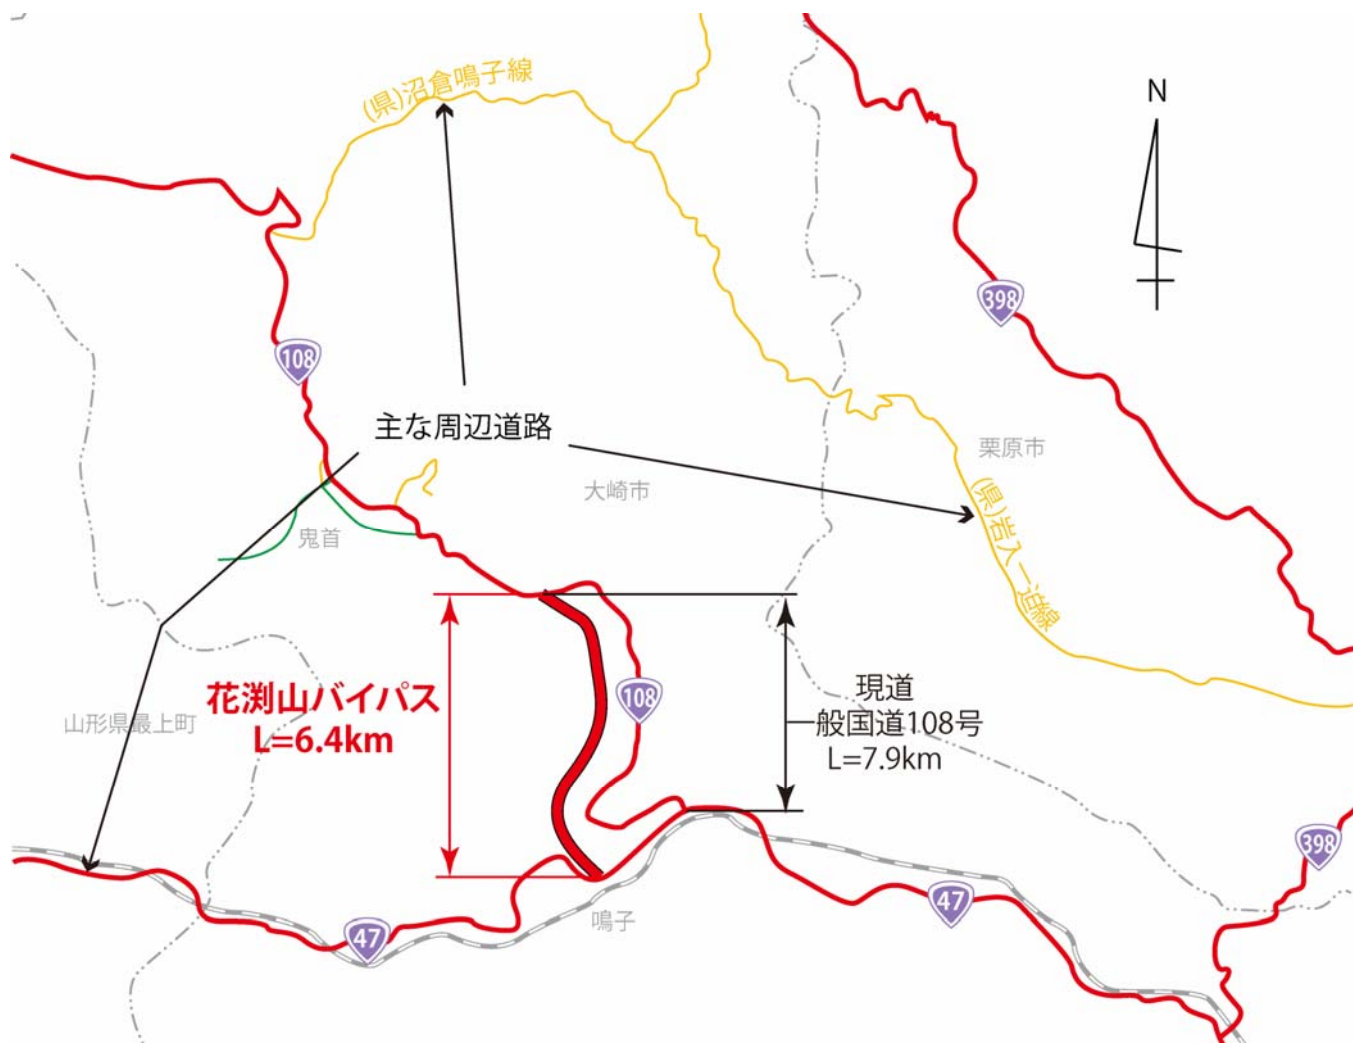 (県)沼倉鳴子線
N
398
108
主な周辺道路
栗原市
大崎市
鬼首
(県)岩入一迫線
花渕山バイパス
L=6.4km
山形県最上町
108
現道
一般国道108号
L=7.9km
398
47
47
鳴子